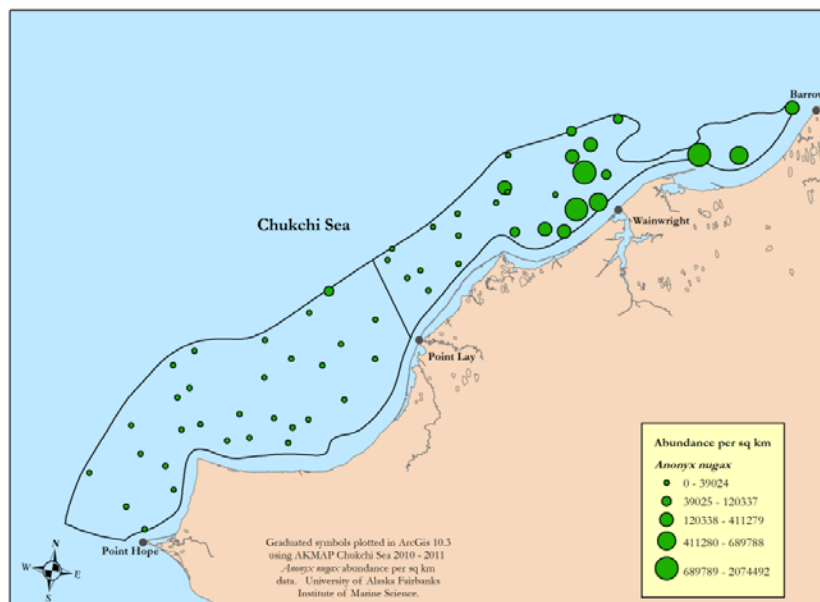 Barrow
Chukchi Sea
Wainwright
Point Lay
Point Hope
N
W E
S
Graduated symbols plotted in ArcGis 10.3
using AKMAP Chukchi Sea 2010 - 2011
Anonyx nugax abundance per sq km
data. University of Alaska Fairbanks
Institute of Marine Science.
Abundance per sq km
Anonyx nugax
0 - 39024
39025 - 120337
120338 - 411279
411280 - 689788
689789 - 2074492